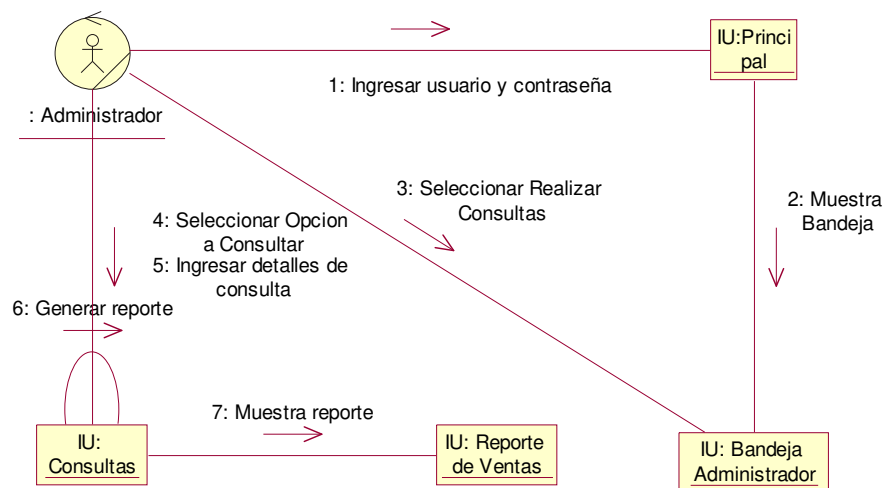 IU:Princi
pal
1: Ingresar usuario y contraseña
: Administrador
3: Seleccionar Realizar
Consultas
2: Muestra
Bandeja
4: Seleccionar Opcion
a Consultar
5: Ingresar detalles de
consulta
6: Generar reporte
7: Muestra reporte
IU:
Consultas
IU: Reporte
de Ventas
IU: Bandeja
Administrador